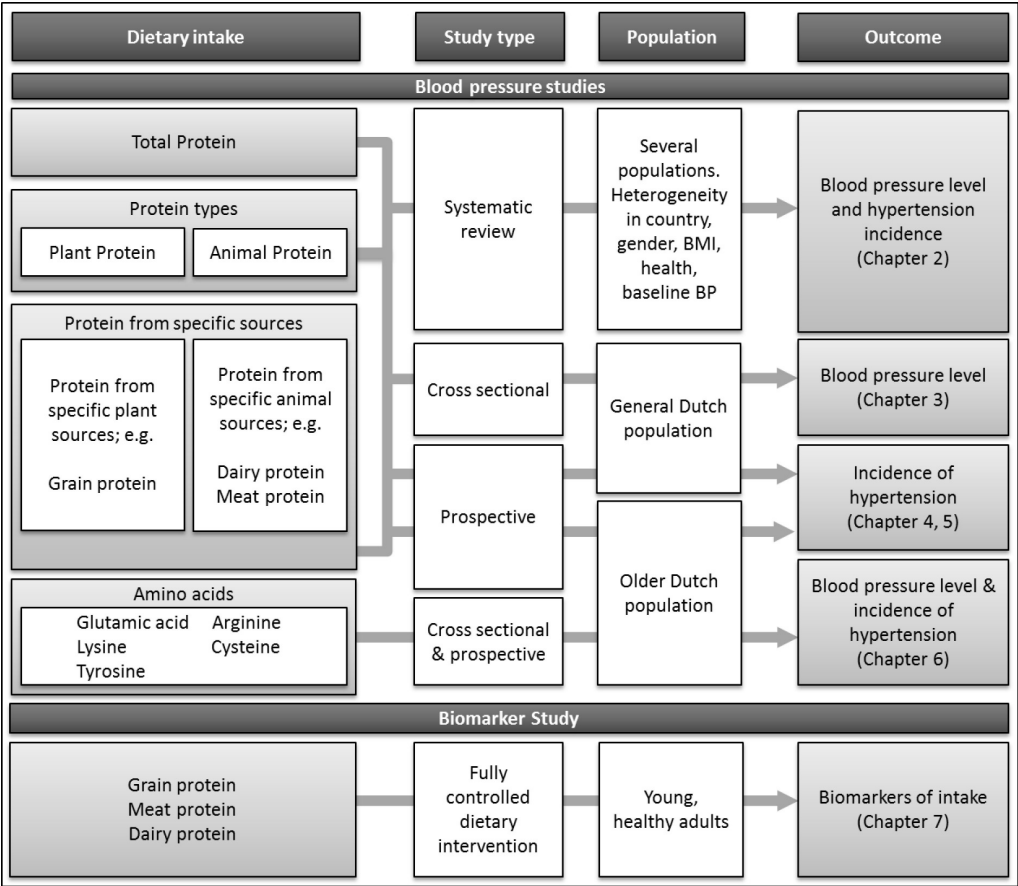 Dietary intake
Study type
Population
Outcome
Blood pressure studies
Total Protein
Protein types
Plant Protein
Animal Protein
Protein from specific sources
Protein from
specific plant
sources; e.g.
Grain protein
Protein from
specific animal
sources; e.g.
Dairy protein
Meat protein
Amino acids
Glutamic acid Arginine
Lysine Cysteine
Tyrosine
Systematic
review
Several
populations.
Heterogeneity
in country,
gender, BMI,
health,
baseline BP
Blood pressure level
and hypertension
incidence
(Chapter 2)
Cross sectional
General Dutch
population
Blood pressure level
(Chapter 3)
Prospective
Incidence of
hypertension
(Chapter 4, 5)
Older Dutch
population
Cross sectional
& prospective
Blood pressure level &
incidence of
hypertension
(Chapter 6)
Biomarker Study
Grain protein
Meat protein
Dairy protein
Fully
controlled
dietary
intervention
Young,
healthy adults
Biomarkers of intake
(Chapter 7)